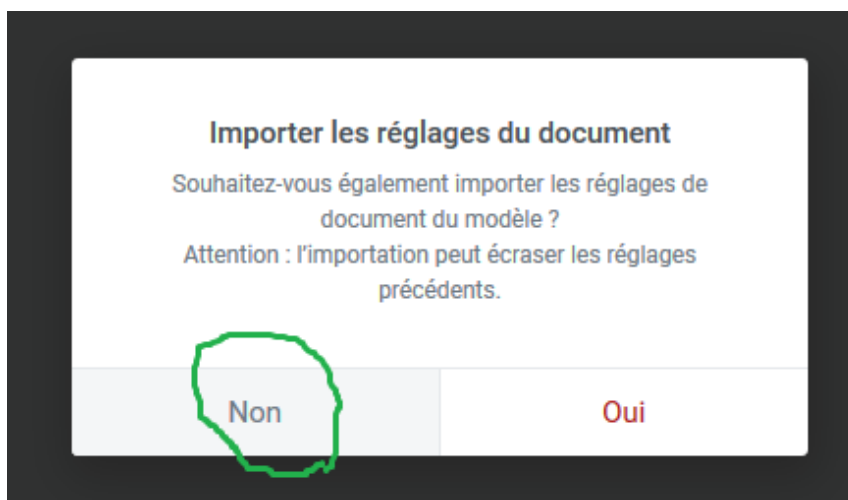 Importer les réglages du document
Souhaitez-vous également importer les réglages de
document du modèle ?
Attention : l'importation peut écraser les réglages
précédents.
Non
Oui